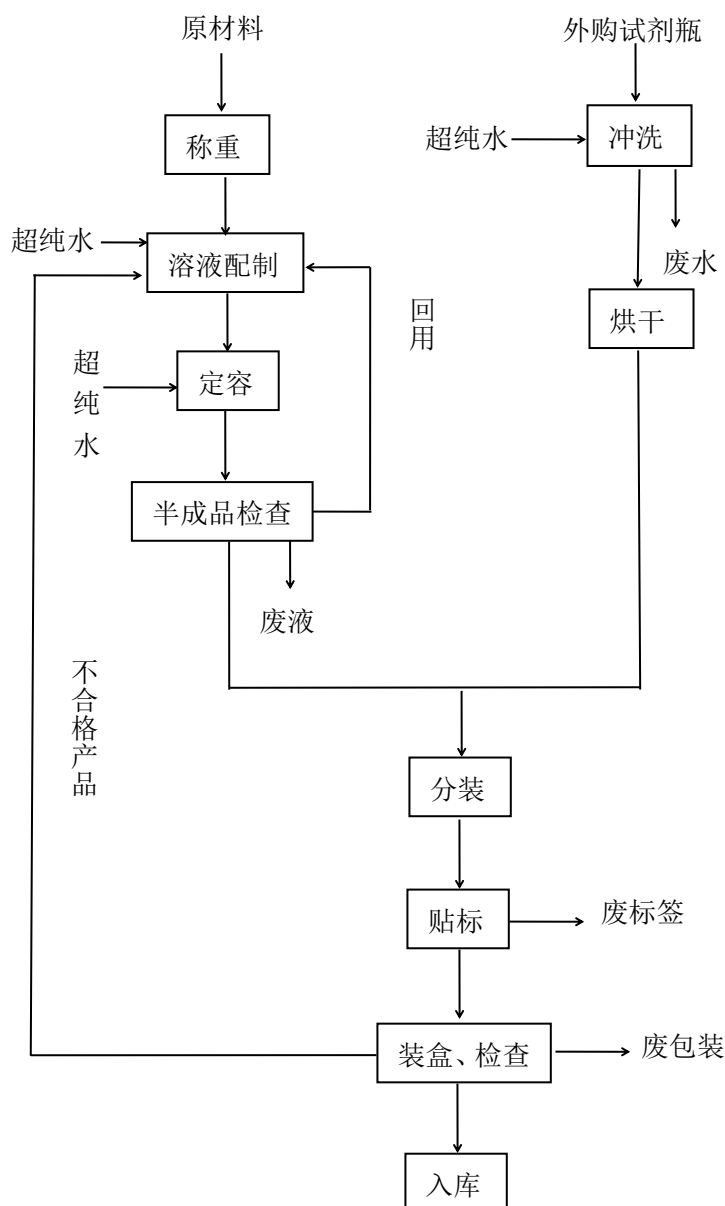 原材料
外购试剂瓶
称重
超纯水
冲洗
超纯水
溶液配制
废水
回用
烘干
超纯水
定容
半成品检查
废液
不合格产品
分装
贴标
废标签
装盒、检查
废包装
入库